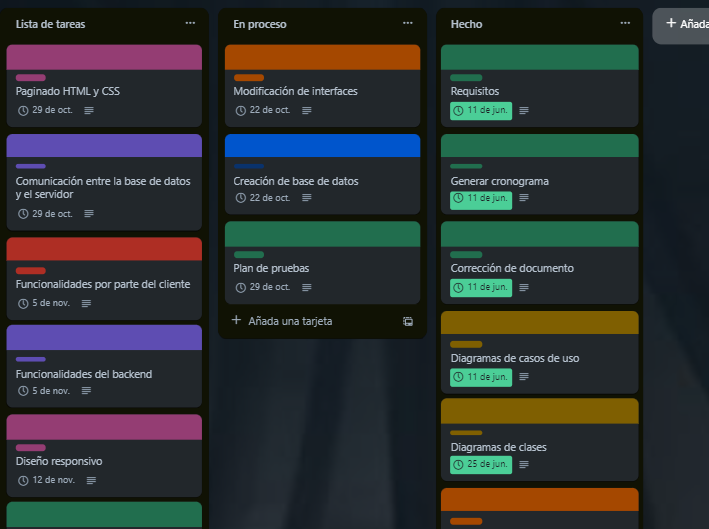 Lista de tareas
Paginado HTML y CSS
29 de oct.
Comunicación entre la base de datos
y el servidor
29 de oct.
Funcionalidades por parte del cliente
5 de nov.
Funcionalidades del backend
5 de nov.
Diseño responsivo
12 de nov.
En proceso
Modificación de interfaces
22 de oct.
Creación de base de datos
22 de oct.
Plan de pruebas
29 de oct.
+ Añada una tarjeta
Hecho
Requisitos
11 de jun.
Generar cronograma
11 de jun.
Corrección de documento
11 de jun.
Diagramas de casos de uso
11 de jun.
Diagramas de clases
25 de jun.
+ Añada